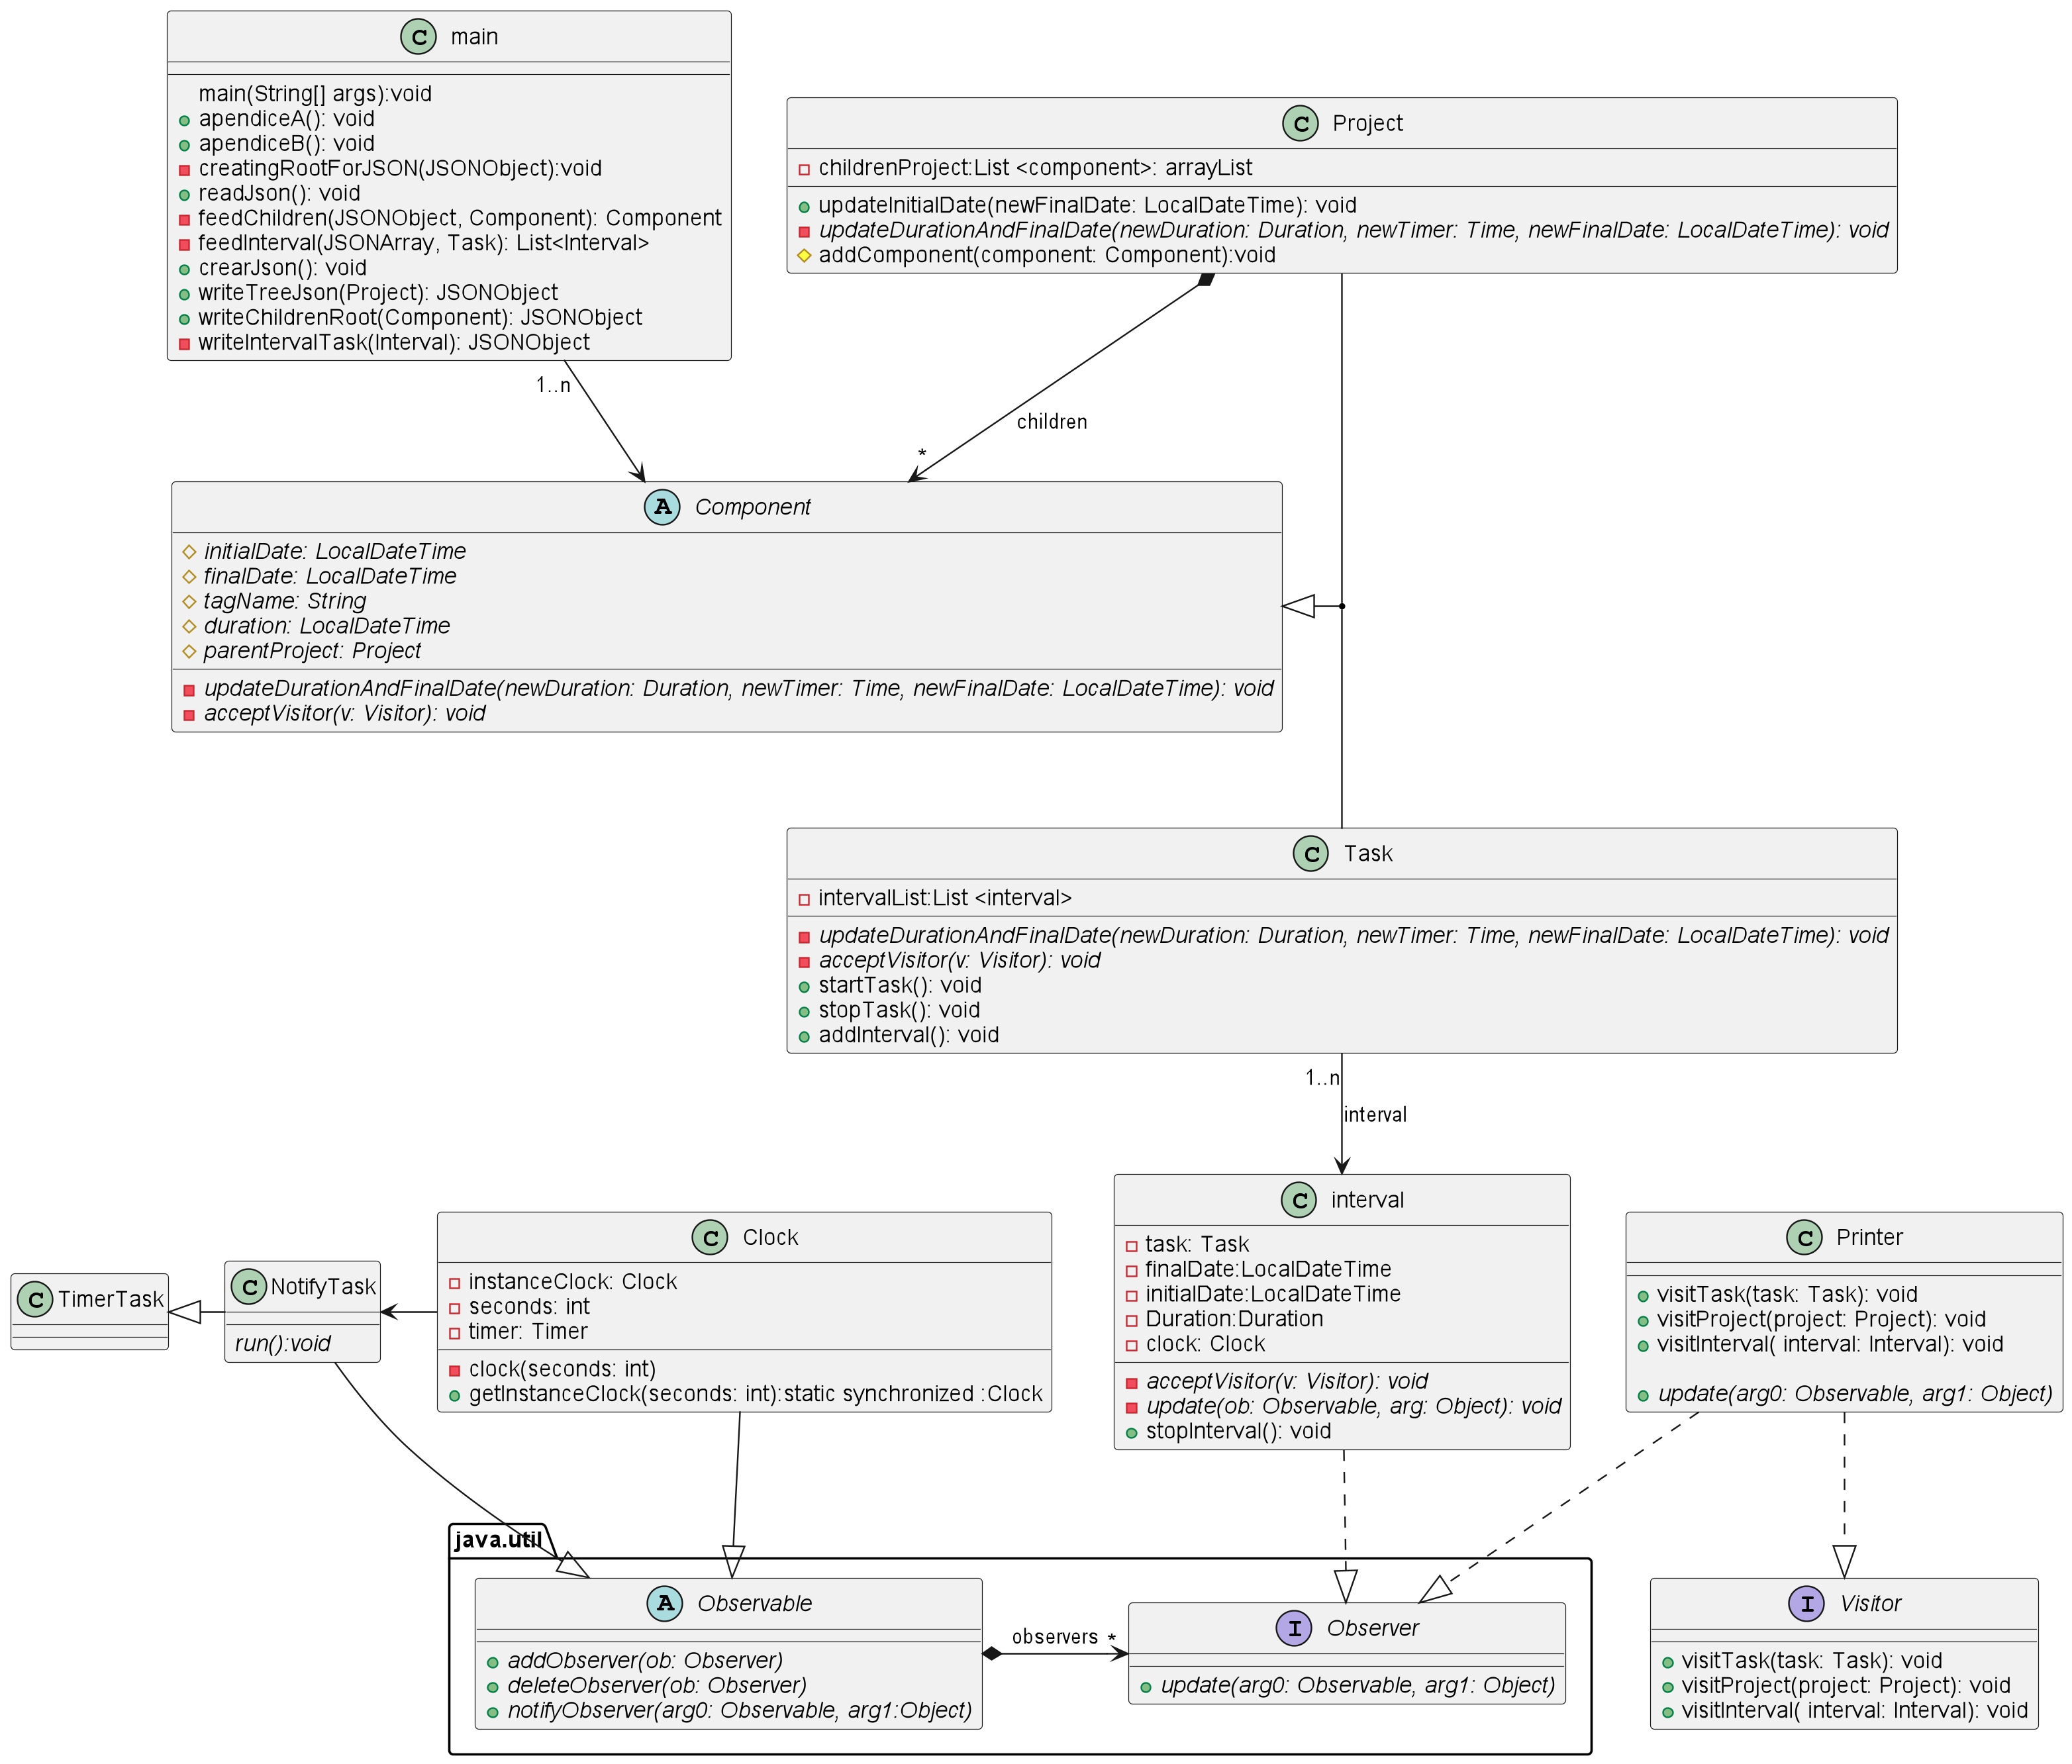 C main
main(String[] args):void
apendiceA(): void
apendiceB(): void
creatingRootForJSON(JSONObject):void
readJson(): void
feedChildren(JSONObject, Component): Component
feedInterval(JSONArray, Task): List<Interval>
crearJson(): void
writeTreeJson(Project): JSONObject
writeChildrenRoot(Component): JSONObject
writeIntervalTask(Interval): JSONObject
C Project
childrenProject:List <component>: arrayList
updateInitialDate(newFinalDate: LocalDateTime): void
updateDurationAndFinalDate(newDuration: Duration, newTimer: Time, newFinalDate: LocalDateTime): void
addComponent(component: Component):void
1..n
children
*
A Component
initialDate: LocalDateTime
finalDate: LocalDateTime
tagName: String
duration: LocalDateTime
parentProject: Project
updateDurationAndFinalDate(newDuration: Duration, newTimer: Time, newFinalDate: LocalDateTime): void
acceptVisitor(v: Visitor): void
C Task
intervalList:List <interval>
updateDurationAndFinalDate(newDuration: Duration, newTimer: Time, newFinalDate: LocalDateTime): void
acceptVisitor(v: Visitor): void
startTask(): void
stopTask(): void
addInterval(): void
1..n
interval
C TimerTask
C NotifyTask
run():void
C Clock
instanceClock: Clock
seconds: int
timer: Timer
clock(seconds: int)
getInstanceClock(seconds: int):static synchronized :Clock
C interval
task: Task
finalDate:LocalDateTime
initialDate:LocalDateTime
Duration:Duration
clock: Clock
acceptVisitor(v: Visitor): void
update(ob: Observable, arg: Object): void
stopInterval(): void
C Printer
visitTask(task: Task): void
visitProject(project: Project): void
visitInterval( interval: Interval): void
update(arg0: Observable, arg1: Object)
java.util
A Observable
addObserver(ob: Observer)
deleteObserver(ob: Observer)
notifyObserver(arg0: Observable, arg1:Object)
observers *
I Observer
update(arg0: Observable, arg1: Object)
I Visitor
visitTask(task: Task): void
visitProject(project: Project): void
visitInterval( interval: Interval): void